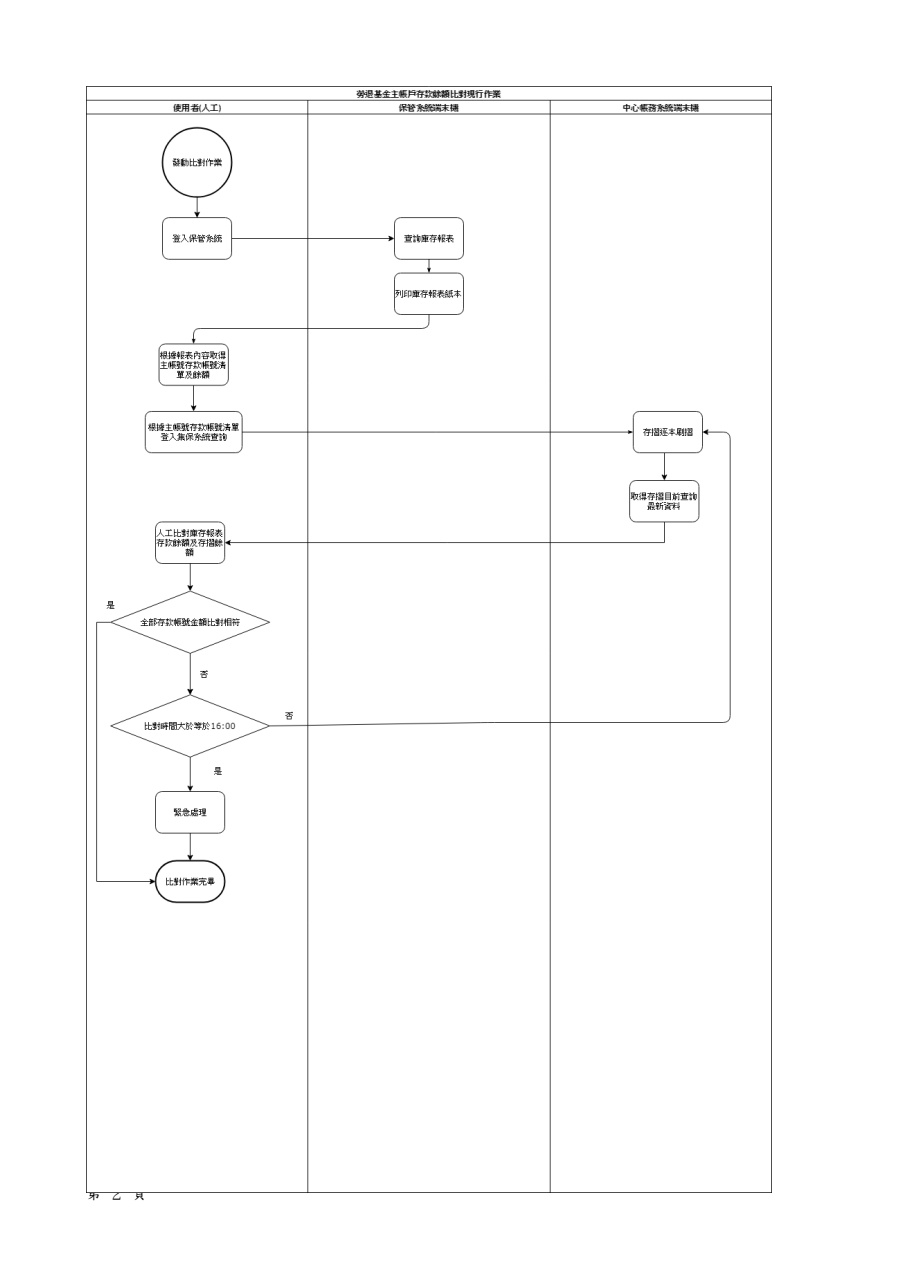 勞退基金主帳戶存款餘額比對現行作業
使用者(人工)
保管系統端末機
中心帳務系統端末機
發動比對作業
登入保管系統
查詢庫存報表
列印庫存報表紙本
根據報表內容取得
主帳號存款帳號清
單及餘額
根據主帳號存款帳號清單
登入集保系統查詢
存摺逐本刷摺
取得存摺目前查詢
最新資料
人工比對庫存報表
存款餘額及存摺餘
額
是
全部存款帳號金額比對相符
否
比對時間大於等於16:00
否
是
緊急處理
比對作業完畢